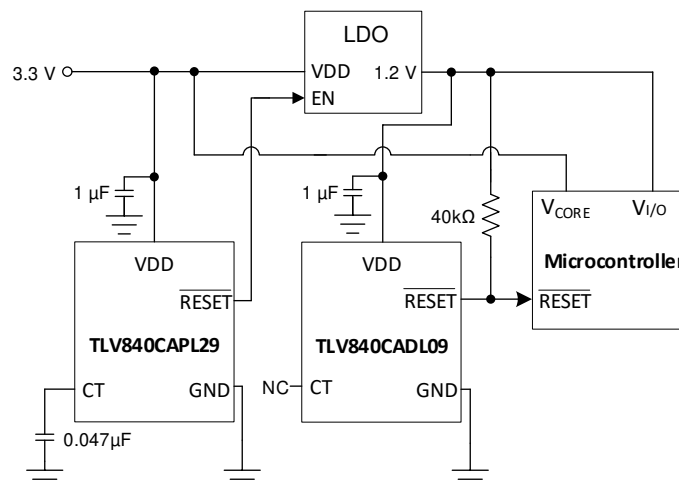 LDO
3.3 V
VDD
1.2 V
EN
1 µF
1 µF
40kΩ
VCORE
VI/O
Microcontroller
RESET
VDD
RESET
TLV840CAPL29
CT
GND
0.047µF
VDD
RESET
TLV840CADL09
NC
CT
GND